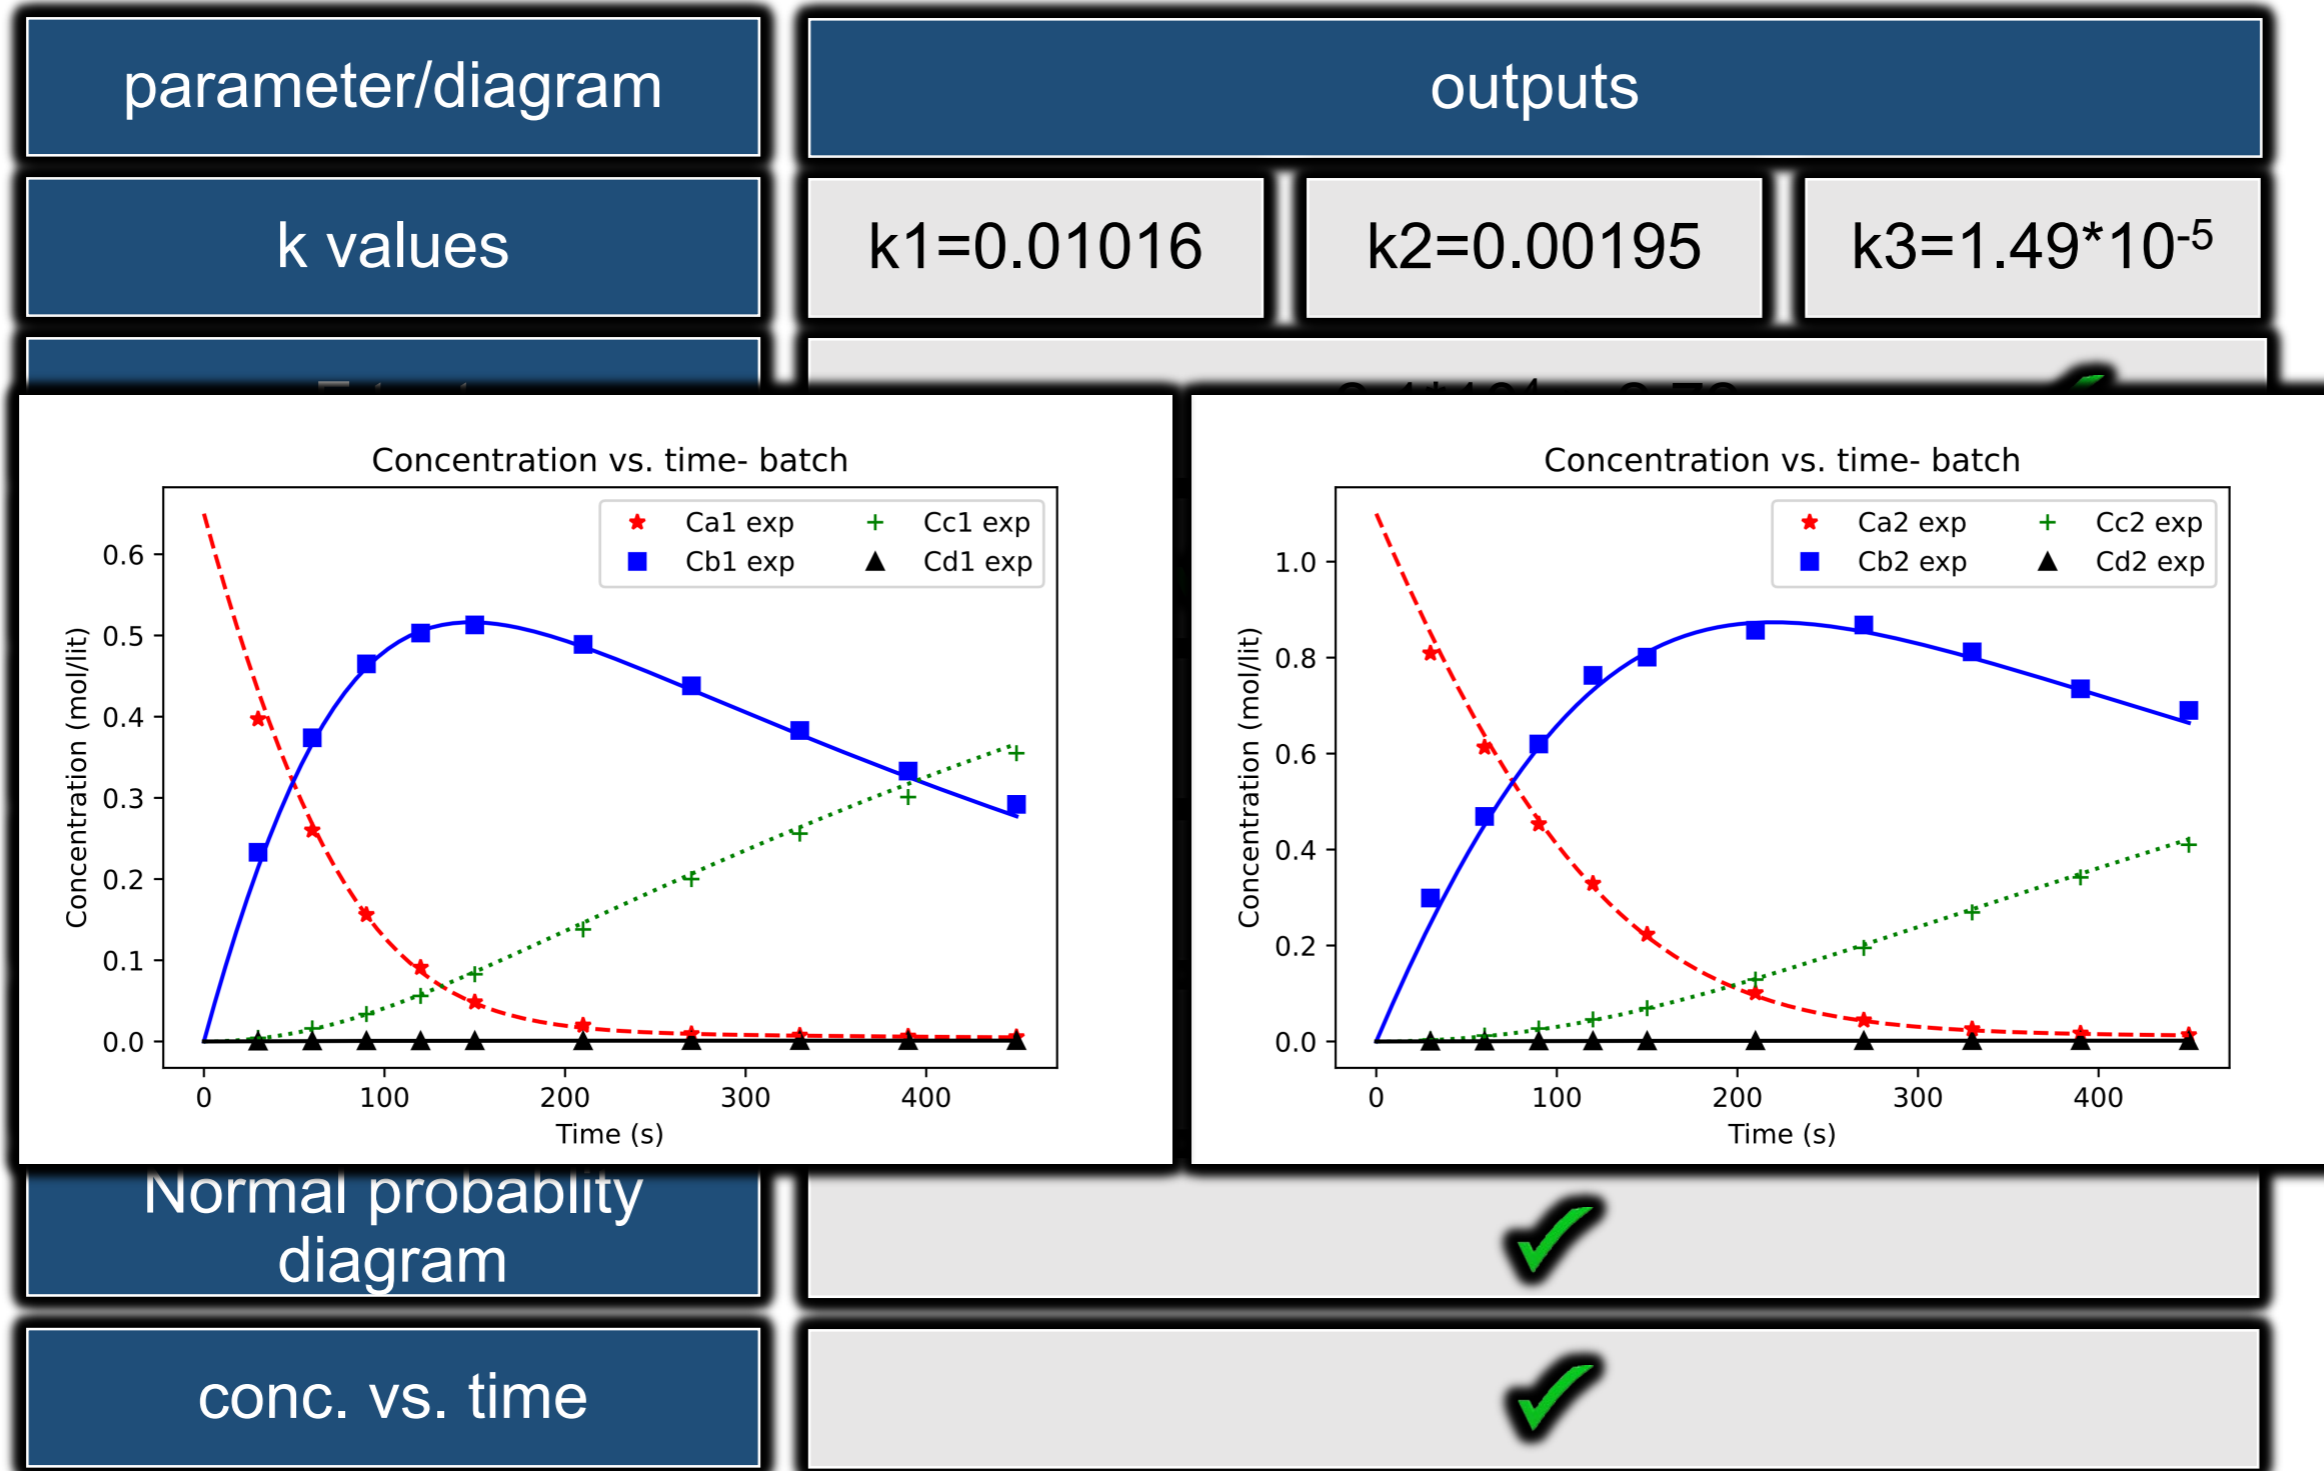 parameter/diagram
outputs
k values
k1=0.01016
k2=0.00195
k3=1.49*10-5
Concentration vs. time- batch
Ca1 exp
Cb1 exp
Cc1 exp
Cd1 exp
Concentration (mol/lit)
0.6
0.5
0.4
0.3
0.2
0.1
0.0
0
100
200
300
400
Time (s)
Concentration vs. time- batch
Ca2 exp
Cb2 exp
Cc2 exp
Cd2 exp
Concentration (mol/lit)
1.0
0.8
0.6
0.4
0.2
0.0
0
100
200
300
400
Time (s)
Normal probablity
diagram
conc. vs. time